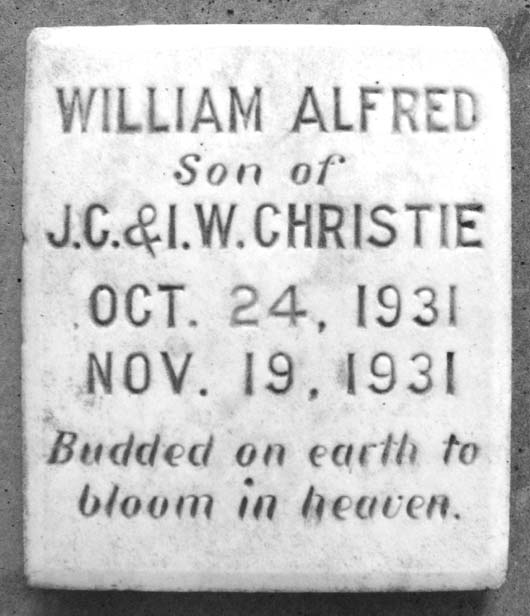 WILLIAM ALFRED
Son of
J.C.&I.W.CHRISTIE
OCT. 24, 1931
NOV. 19, 1931
Budded on earth to
bloom in heaven.